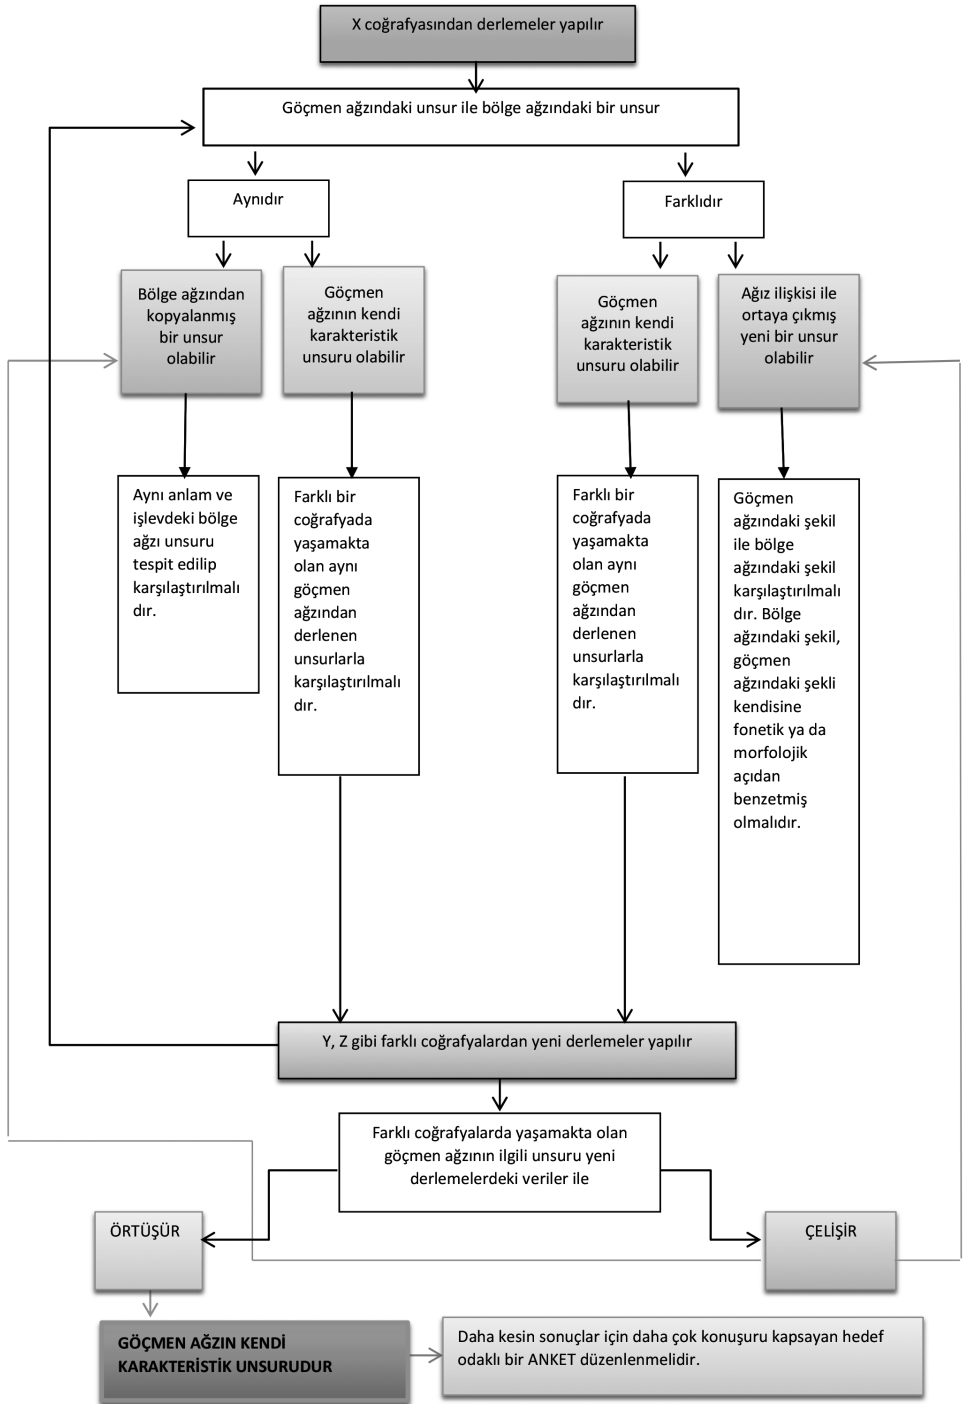 X coğrafyasından derlemeler yapılır
Göçmen ağzındaki unsur ile bölge ağzındaki bir unsur
Aynıdır
Farklıdır
Bölge ağzından
kopyalanmış
bir unsur
olabilir
Göçmen
ağzının kendi
karakteristik
unsuru olabilir
Göçmen
ağzının kendi
karakteristik
unsuru olabilir
Ağız ilişkisi ile
ortaya çıkmış
yeni bir unsur
olabilir
Aynı anlam ve
işlevdeki bölge
ağzı unsuru
tespit edilip
karşılaştırılmalı
dır.
Farklı bir
coğrafyada
yaşamakta
olan aynı
göçmen
ağzından
derlenen
unsurlarla
karşılaştırılmalı
dır.
Farklı bir
coğrafyada
yaşamakta
olan aynı
göçmen
ağzından
derlenen
unsurlarla
karşılaştırılmalı
dır.
Göçmen
ağzındaki şekil
ile bölge
ağzındaki şekil
karşılaştırılmalı
dır. Bölge
ağzındaki şekil,
göçmen
ağzındaki şekli
kendisine
fonetik ya da
morfolojik
açıdan
benzetmiş
olmalıdır.
Y, Z gibi farklı coğrafyalardan yeni derlemeler yapılır
Farklı coğrafyalarda yaşamakta olan
göçmen ağzının ilgili unsuru yeni
derlemelerdeki veriler ile
ÖRTÜŞÜR
ÇELİŞİR
GÖÇMEN AĞZIN KENDİ
KARAKTERİSTİK UNSURUDUR
Daha kesin sonuçlar için daha çok konuşuru kapsayan hedef
odaklı bir ANKET düzenlenmelidir.